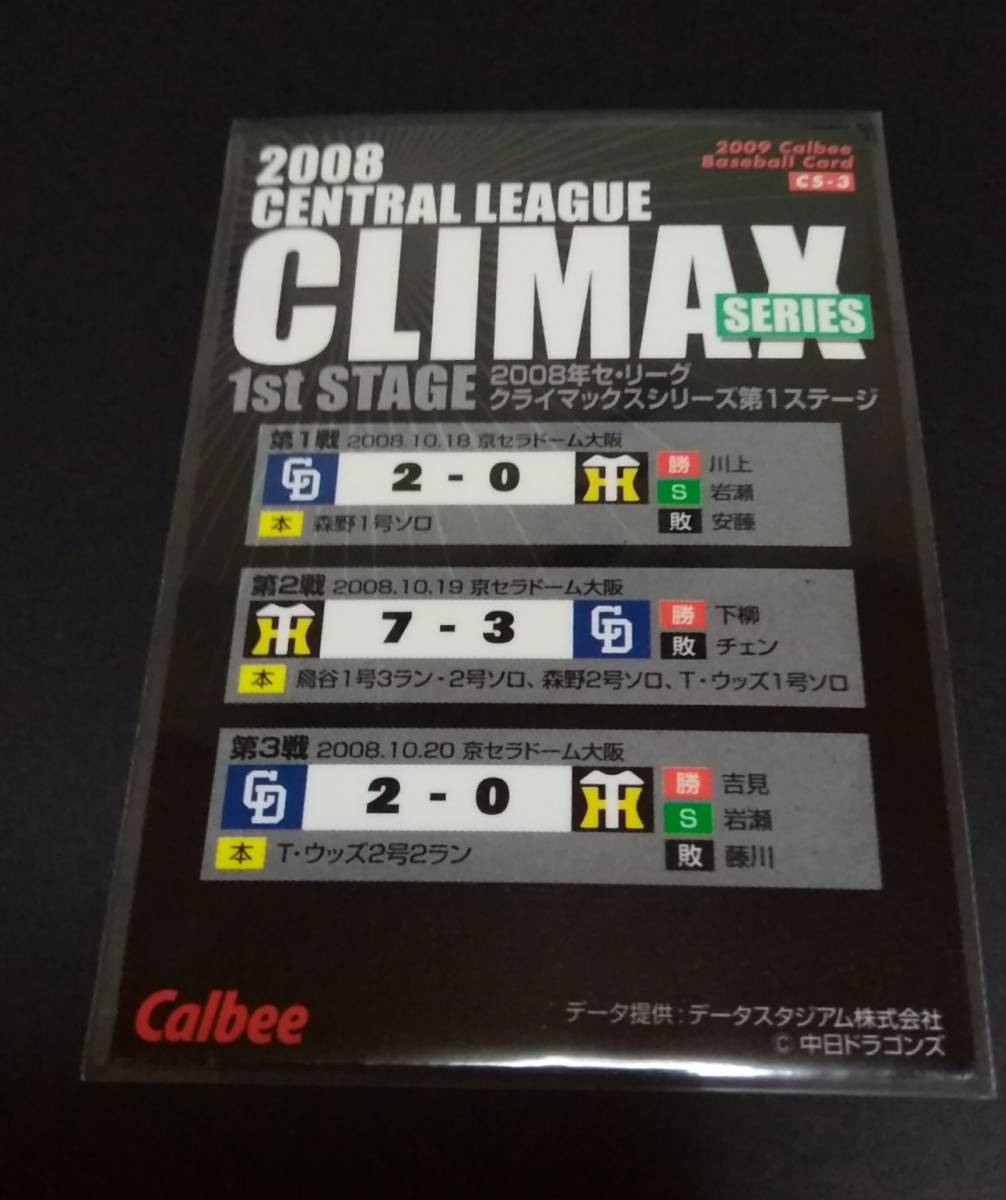 2008
CENTRAL LEAGUE
CLIMAX
SERIES
2009 Calbee
Baseball Card
CS-3
1st STAGE
2008年セ・リーグ
クライマックスシリーズ第1ステージ
第1戦 2008.10.18 京セラドーム大阪
CD 2 - 0 TH
勝 川上
S 岩瀬
敗 安藤
本 森野1号ソロ
第2戦 2008.10.19 京セラドーム大阪
TH 7 - 3 CD
勝 下柳
敗 チェン
本 鳥谷1号3ラン・2号ソロ、森野2号ソロ、T・ウッズ1号ソロ
第3戦 2008.10.20 京セラドーム大阪
CD 2 - 0 TH
勝 吉見
S 岩瀬
敗 藤川
本 T・ウッズ2号2ラン
Calbee
データ提供:データスタジアム株式会社
C 中日ドラゴンズ